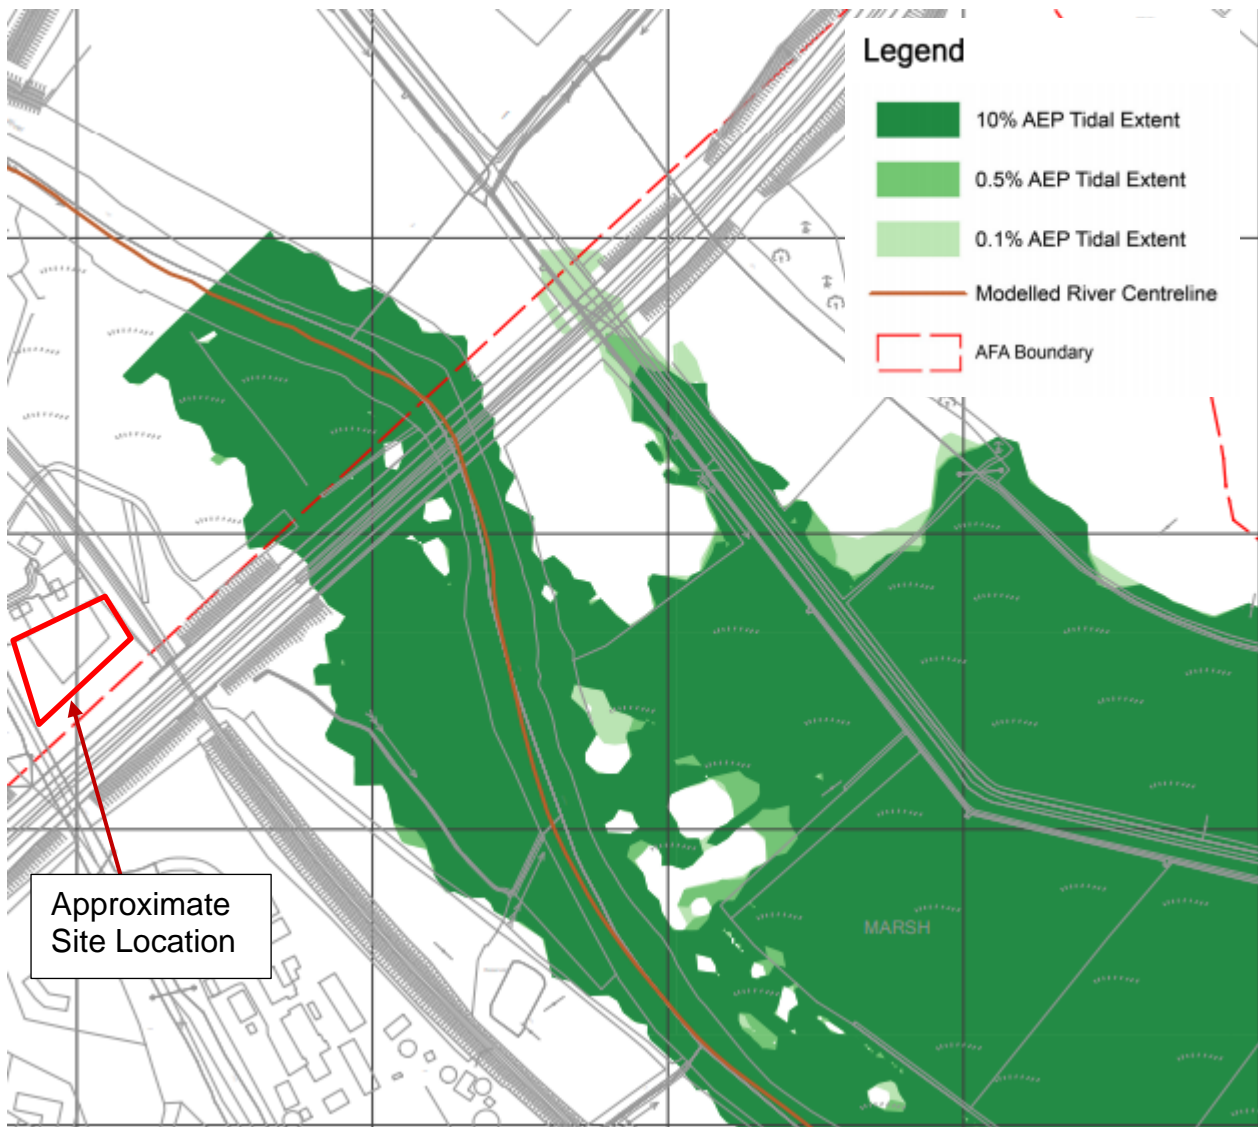 Legend
10% AEP Tidal Extent
0.5% AEP Tidal Extent
0.1% AEP Tidal Extent
Modelled River Centreline
AFA Boundary
Approximate
Site Location
MARSH